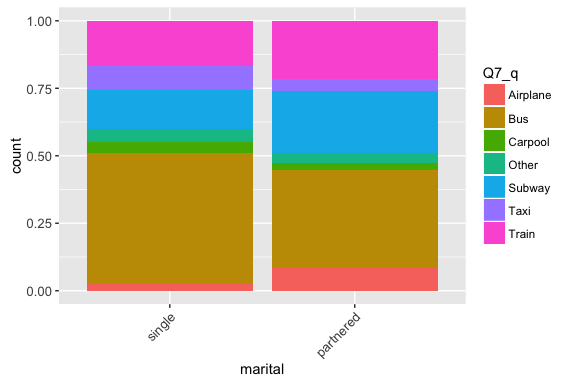 1.00
0.75
0.50
0.25
0.00
count
single
partnered
marital
Q7_q
Airplane
Bus
Carpool
Other
Subway
Taxi
Train